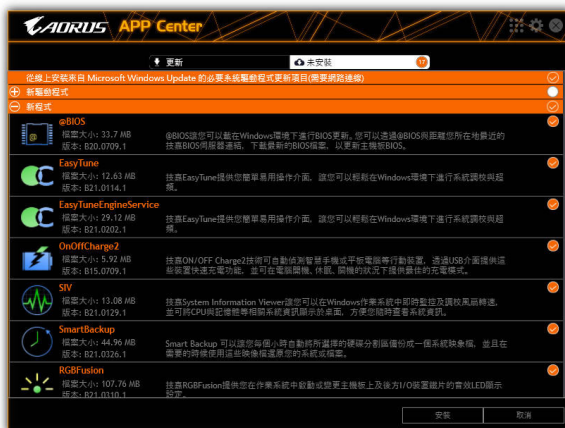 AORUS APP Center
更新
未安裝 17
從線上安裝來自 Microsoft Windows Update 的必要系統驅動程式更新項目(需要網路連線)
新驅動程式
新程式
@BIOS
檔案大小: 33.7 MB
版本: B20.0709.1
@BIOS讓您可以載在Windows環境下進行BIOS更新。您可以透過@BIOS與距離您所在地最近的
技嘉BIOS伺服器連結，下載最新的BIOS檔案，以更新主機板BIOS。
EasyTune
檔案大小: 12.63 MB
版本: B21.0114.1
技嘉EasyTune提供您簡單易用操作介面，讓您可以輕鬆在Windows環境下進行系統調校與超
頻。
EasyTuneEngineService
檔案大小: 29.12 MB
版本: B21.0202.1
技嘉EasyTune提供您簡單易用操作介面，讓您可以輕鬆在Windows環境下進行系統調校與超
頻。
OnOffCharge2
檔案大小: 5.92 MB
版本: B15.0709.1
技嘉ON/OFF Charge2技術可自動偵測智慧手機或平板電腦等行動裝置，透過USB介面提供這
些裝置快速充電功能，並可在電腦開機、休眠、關機的狀況下提供最佳的充電模式。
SIV
檔案大小: 13.08 MB
版本: B21.0129.1
技嘉System Information Viewer讓您可以在Windows作業系統中即時監控及調校風扇轉速，
並可將CPU與記憶體等相關系統資訊顯示於桌面，方便您隨時查看系統資訊。
SmartBackup
檔案大小: 44.96 MB
版本: B21.0326.1
Smart Backup 可以讓您每個小時自動將所選擇的硬碟分割區備份成一個系統映象檔，並且在
需要的時候使用這些映像檔還原您的系統或檔案。
RGBFusion
檔案大小: 107.76 MB
版本: B21.0310.1
技嘉RGBFusion提供您在作業系統中啟動或變更主機板上及後方I/O裝置鐵片的音效LED顯示
設定。
安裝
取消